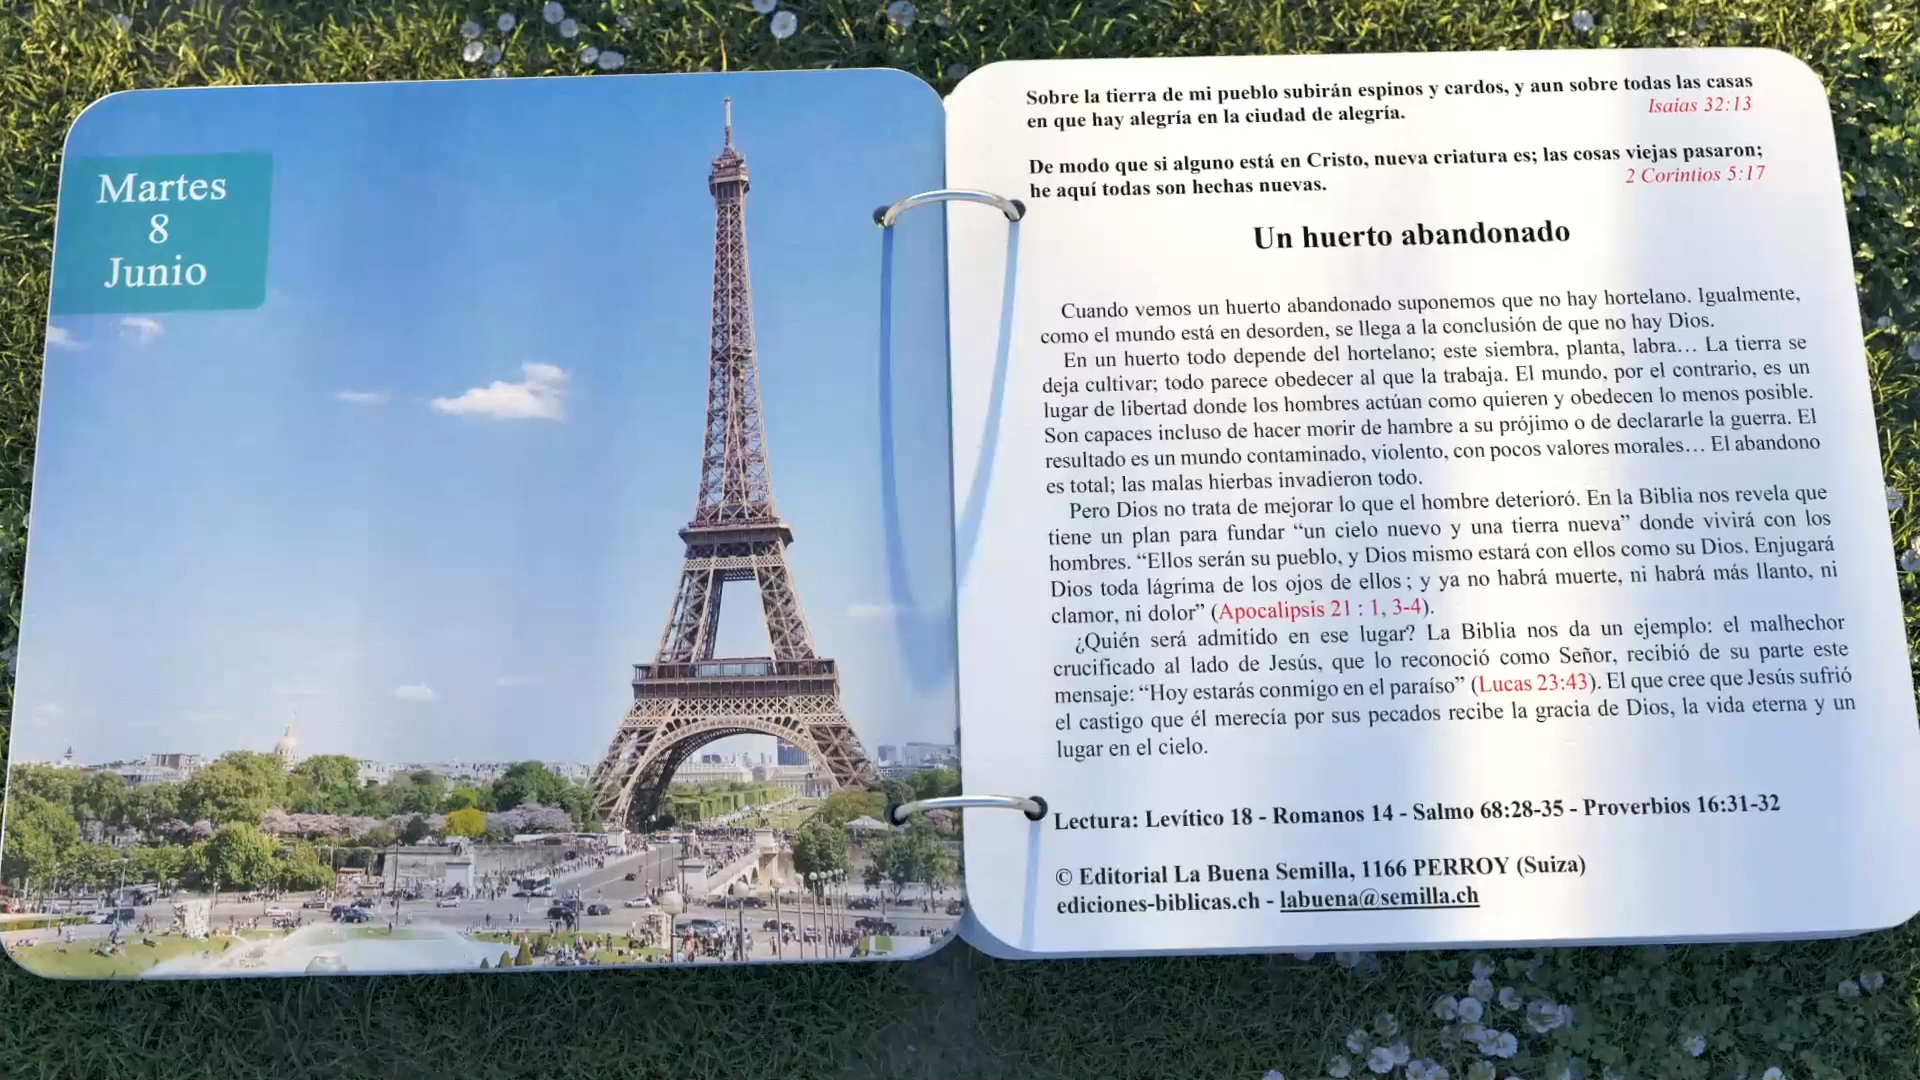 Martes
8
Junio
Sobre la tierra de mi pueblo subirán espinos y cardos, y aun sobre todas las casas
en que hay alegría en la ciudad de alegría.
Isaias 32:13
De modo que si alguno está en Cristo, nueva criatura es; las cosas viejas pasaron;
he aquí todas son hechas nuevas.
2 Corintios 5:17
Un huerto abandonado
Cuando vemos un huerto abandonado suponemos que no hay hortelano. Igualmente,
como el mundo está en desorden, se llega a la conclusión de que no hay Dios.
En un huerto todo depende del hortelano; este siembra, planta, labra… La tierra se
deja cultivar; todo parece obedecer al que la trabaja. El mundo, por el contrario, es un
lugar de libertad donde los hombres actúan como quieren y obedecen lo menos posible.
Son capaces incluso de hacer morir de hambre a su prójimo o de declararle la guerra. El
resultado es un mundo contaminado, violento, con pocos valores morales… El abandono
es total; las malas hierbas invadieron todo.
Pero Dios no trata de mejorar lo que el hombre deterioró. En la Biblia nos revela que
tiene un plan para fundar “un cielo nuevo y una tierra nueva” donde vivirá con los
hombres. “Ellos serán su pueblo, y Dios mismo estará con ellos como su Dios. Enjugará
Dios toda lágrima de los ojos de ellos ; y ya no habrá muerte, ni habrá más llanto, ni
clamor, ni dolor” (Apocalipsis 21 : 1, 3-4).
¿Quién será admitido en ese lugar? La Biblia nos da un ejemplo: el malhechor
crucificado al lado de Jesús, que lo reconoció como Señor, recibió de su parte este
mensaje: “Hoy estarás conmigo en el paraíso” (Lucas 23:43). El que cree que Jesús sufrió
el castigo que él merecía por sus pecados recibe la gracia de Dios, la vida eterna y un
lugar en el cielo.
Lectura: Levítico 18 - Romanos 14 - Salmo 68:28-35 - Proverbios 16:31-32
© Editorial La Buena Semilla, 1166 PERROY (Suiza)
ediciones-biblicas.ch - labuena@semilla.ch